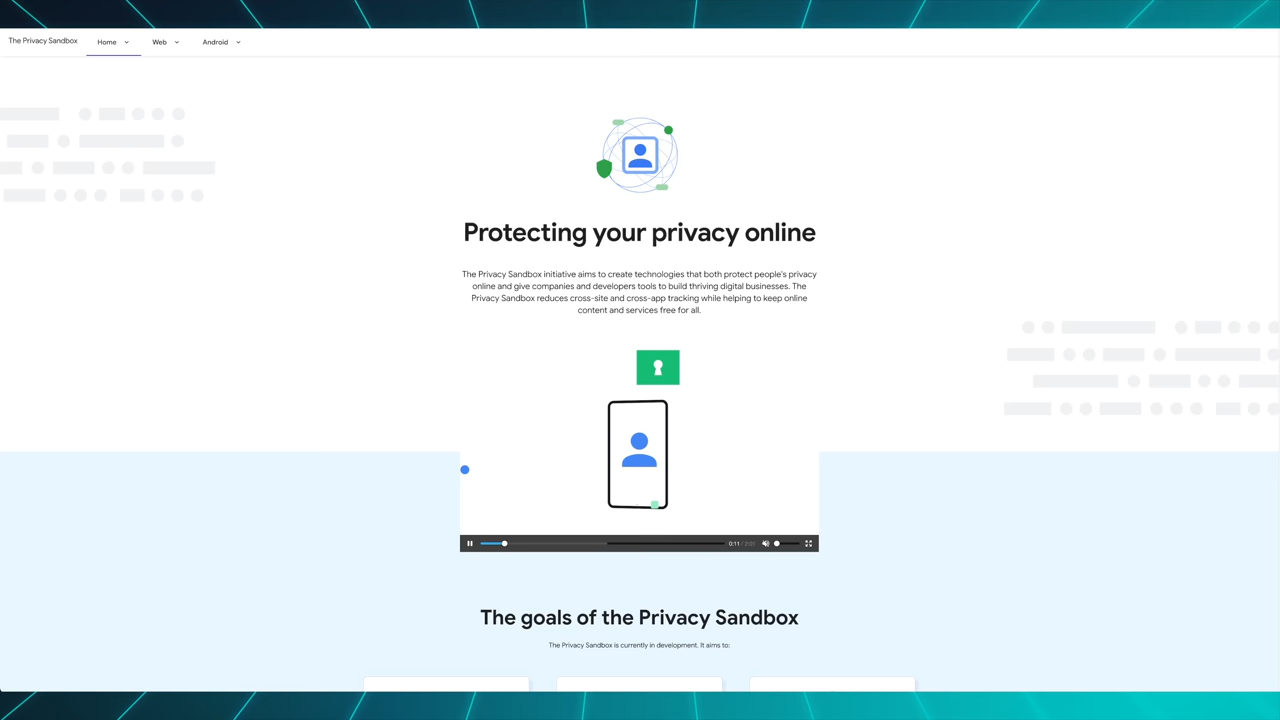 The Privacy Sandbox
Home
Web
Android
Protecting your privacy online
The Privacy Sandbox initiative aims to create technologies that both protect people's privacy
online and give companies and developers tools to build thriving digital businesses. The
Privacy Sandbox reduces cross-site and cross-app tracking while helping to keep online
content and services free for all.
0:11
The goals of the Privacy Sandbox
The Privacy Sandbox is currently in development. It aims to: